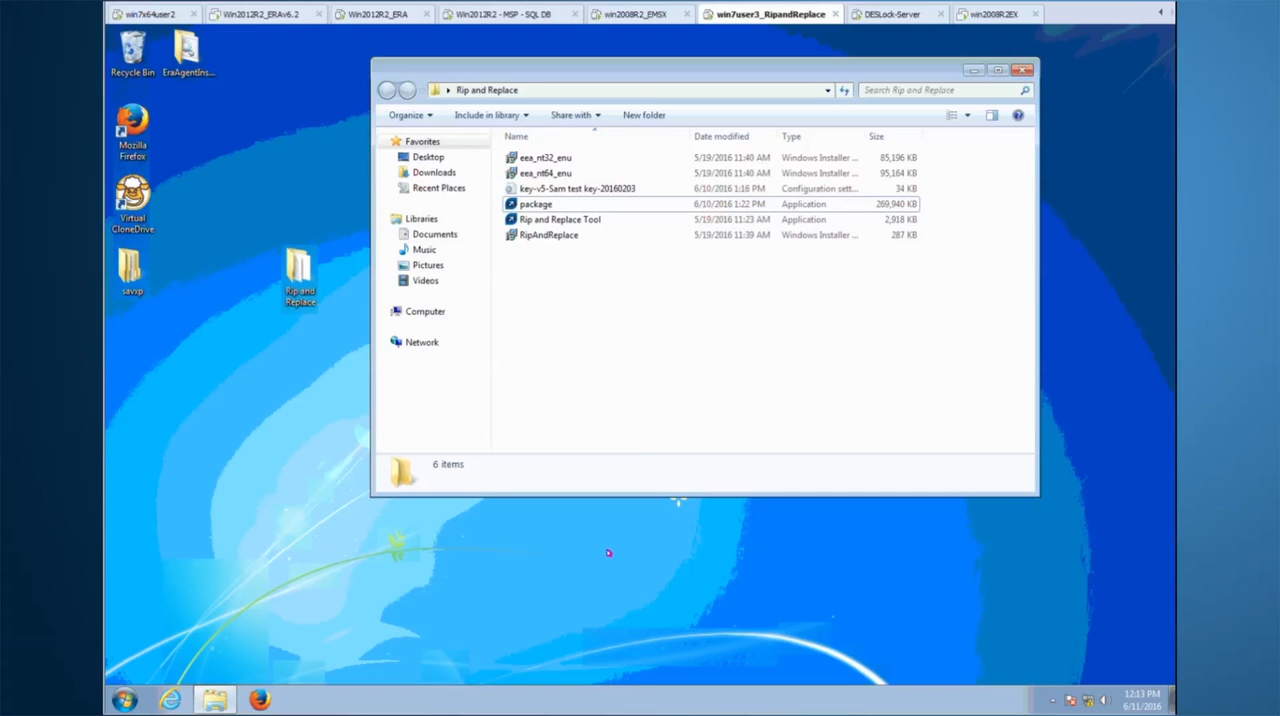 win7x64user2
Win2012R2_ERAv6.2
Win2012R2_ERA
Win2012R2 - MSP - SQL DB
win2008R2_EMSX
win7user3_RipandReplace
DESLock-Server
win2008R2EX
Recycle Bin
EraAgentIns...
Mozilla
Firefox
Virtual
CloneDrive
savxp
Rip and
Replace
Rip and Replace
Search Rip and Replace
Organize
Include in library
Share with
New folder
Favorites
Desktop
Downloads
Recent Places
Libraries
Documents
Music
Pictures
Videos
Computer
Network
Name Date modified Type Size
eea_nt32_enu 5/19/2016 11:40 AM Windows Installer ... 85,196 KB
eea_nt64_enu 5/19/2016 11:40 AM Windows Installer ... 95,164 KB
key-v5-Sam test key-20160203 6/10/2016 1:16 PM Configuration sett... 34 KB
package 6/10/2016 1:22 PM Application 269,940 KB
Rip and Replace Tool 5/19/2016 11:23 AM Application 2,918 KB
RipAndReplace 5/19/2016 11:39 AM Windows Installer ... 287 KB
6 items
12:13 PM
6/11/2016